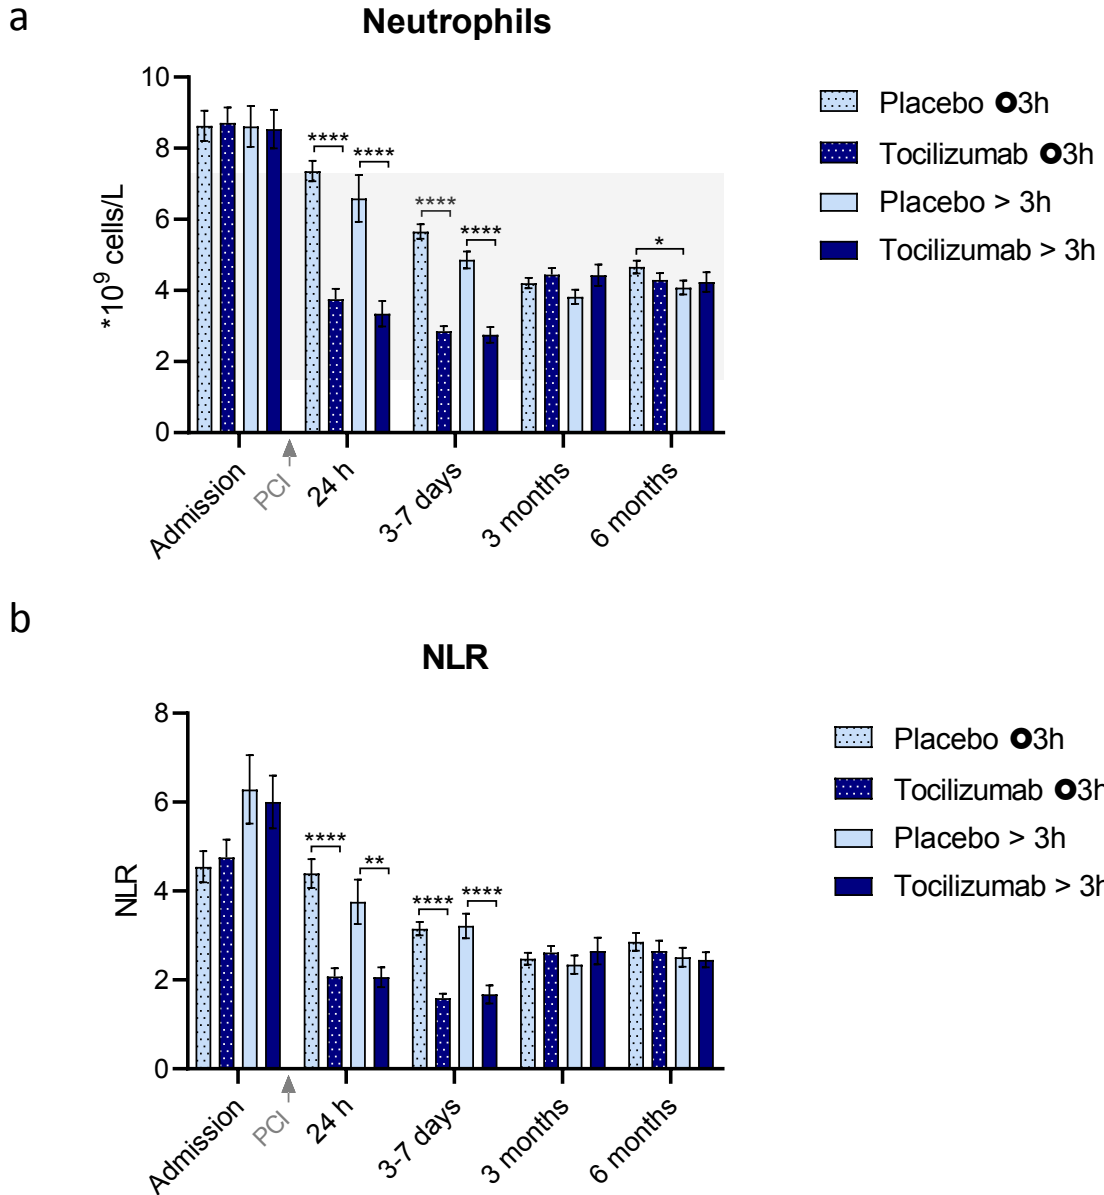 a
Neutrophils
10
8
6
4
2
0
*10^9 cells/L
****
****
****
****
*
Admission
PCI
24 h
3-7 days
3 months
6 months
Placebo 3h
Tocilizumab 3h
Placebo > 3h
Tocilizumab > 3h
b
NLR
8
6
4
2
0
NLR
****
**
****
****
Admission
PCI
24 h
3-7 days
3 months
6 months
Placebo 3h
Tocilizumab 3h
Placebo > 3h
Tocilizumab > 3h